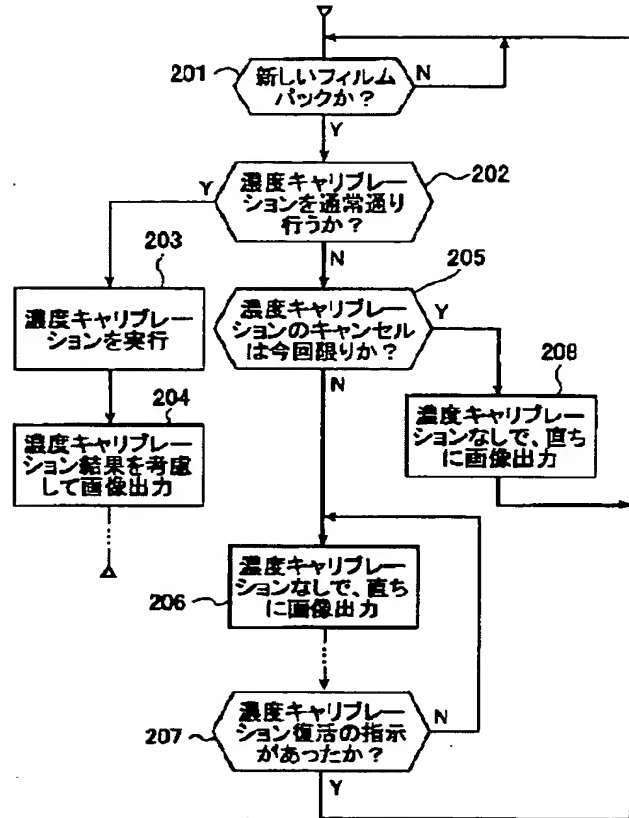 201
新しいフィルム
パックか？
N
Y
202
Y
濃度キャリブレー
ションを通常通り
行うか？
N
203
濃度キャリブレー
ションを実行
205
濃度キャリブレー
ションのキャンセル
は今回限りか？
Y
N
204
濃度キャリブレー
ション結果を考慮
して画像出力
208
濃度キャリブレー
ションなしで、直ち
に画像出力
濃度キャリブレー
ションなしで、直ち
に画像出力
206
濃度キャリブレー
ション復活の指示
があったか？
N
207
Y